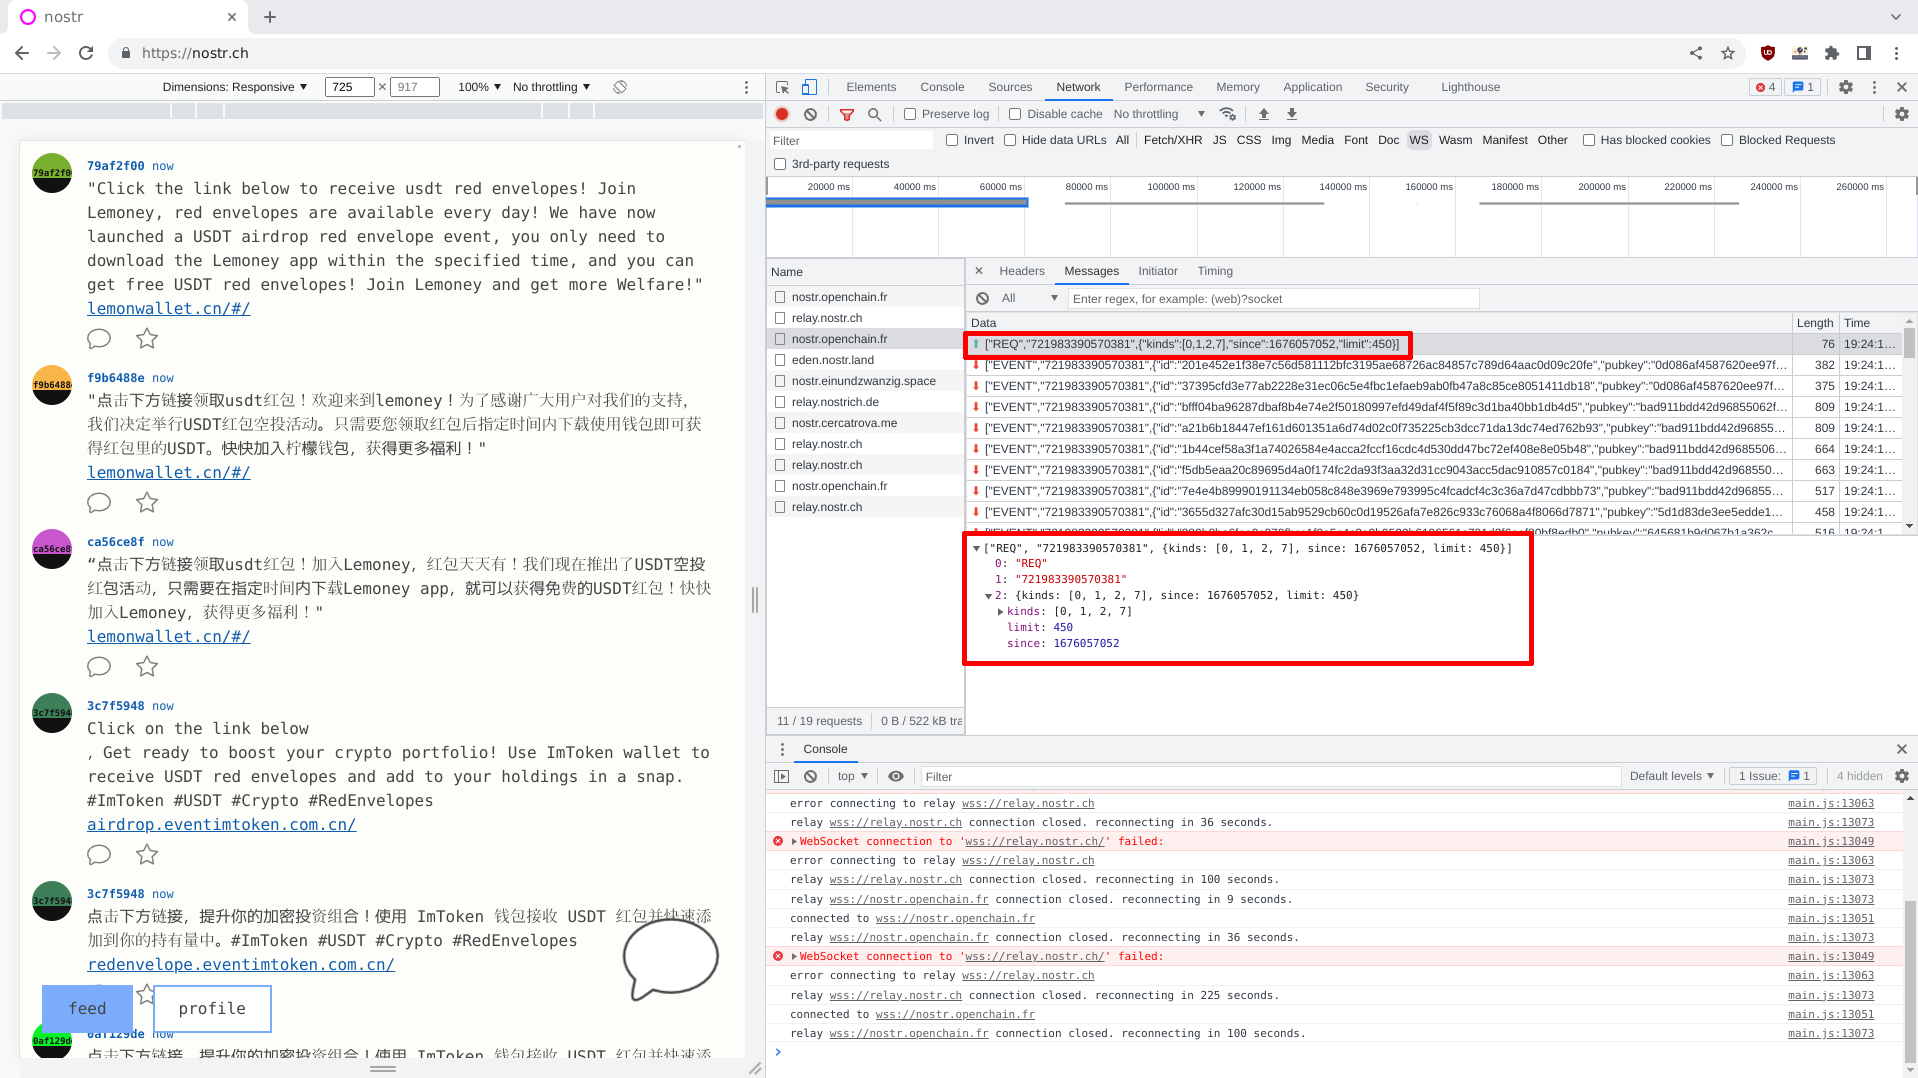 nostr
https://nostr.ch
Dimensions: Responsive ▼ 725 × 917 100% ▼ No throttling ▼
79af2f00 now
79af2f0
"Click the link below to receive usdt red envelopes! Join
Lemoney, red envelopes are available every day! We have now
launched a USDT airdrop red envelope event, you only need to
download the Lemoney app within the specified time, and you can
get free USDT red envelopes! Join Lemoney and get more Welfare!"
lemonwallet.cn/#/
f9b6488e now
f9b6488
"点击下方链接领取usdt红包！欢迎来到lemoney！为了感谢广大用户对我们的支持，
我们决定举行USDT红包空投活动。只需要您领取红包后指定时间内下载使用钱包即可获
得红包里的USDT。快快加入柠檬钱包，获得更多福利！"
lemonwallet.cn/#/
ca56ce8f now
ca56ce8
“点击下方链接领取usdt红包！加入Lemoney，红包天天有！我们现在推出了USDT空投
红包活动，只需要在指定时间内下载Lemoney app，就可以获得免费的USDT红包！快快
加入Lemoney，获得更多福利！"
lemonwallet.cn/#/
3c7f5948 now
3c7f594
Click on the link below
，Get ready to boost your crypto portfolio! Use ImToken wallet to
receive USDT red envelopes and add to your holdings in a snap.
#ImToken #USDT #Crypto #RedEnvelopes
airdrop.eventimtoken.com.cn/
3c7f5948 now
3c7f594
点击下方链接，提升你的加密投资组合！使用 ImToken 钱包接收 USDT 红包并快速添
加到你的持有量中。#ImToken #USDT #Crypto #RedEnvelopes
redenvelope.eventimtoken.com.cn/
feed profile
0af129de now
0af129d
点击下方链接，提升你的加密投资组合！使用 ImToken 钱包接收 USDT 红包并快速添
Elements Console Sources Network Performance Memory Application Security Lighthouse 4 1
Preserve log Disable cache No throttling ▼
Filter Invert Hide data URLs All Fetch/XHR JS CSS Img Media Font Doc WS Wasm Manifest Other Has blocked cookies Blocked Requests
3rd-party requests
20000 ms 40000 ms 60000 ms 80000 ms 100000 ms 120000 ms 140000 ms 160000 ms 180000 ms 200000 ms 220000 ms 240000 ms 260000 ms
Name
nostr.openchain.fr
relay.nostr.ch
nostr.openchain.fr
eden.nostr.land
nostr.einundzwanzig.space
relay.nostrich.de
nostr.cercatrova.me
relay.nostr.ch
relay.nostr.ch
nostr.openchain.fr
relay.nostr.ch
11 / 19 requests 0 B / 522 kB tra
× Headers Messages Initiator Timing
All ▼ Enter regex, for example: (web)?socket
Data Length Time
["REQ","721983390570381",{"kinds":[0,1,2,7],"since":1676057052,"limit":450}] 76 19:24:1…
["EVENT","721983390570381",{"id":"201e452e1f38e7c56d581112bfc3195ae68726ac84857c789d64aac0d09c20fe","pubkey":"0d086af4587620ee97f… 382 19:24:1…
["EVENT","721983390570381",{"id":"37395cfd3e77ab2228e31ec06c5e4fbc1efaeb9ab0fb47a8c85ce8051411db18","pubkey":"0d086af4587620ee97f… 375 19:24:1…
["EVENT","721983390570381",{"id":"bfff04ba96287dbaf8b4e74e2f50180997efd49daf4f5f89c3d1ba40bb1db4d5","pubkey":"bad911bdd42d96855062f… 809 19:24:1…
["EVENT","721983390570381",{"id":"a21b6b18447ef161d601351a6d74d02c0f735225cb3dcc71da13dc74ed762b93","pubkey":"bad911bdd42d96855… 809 19:24:1…
["EVENT","721983390570381",{"id":"1b44cef58a3f1a74026584e4acca2fccf16cdc4d530dd47bc72ef408e8e05b48","pubkey":"bad911bdd42d9685506… 664 19:24:1…
["EVENT","721983390570381",{"id":"f5db5eaa20c89695d4a0f174fc2da93f3aa32d31cc9043acc5dac910857c0184","pubkey":"bad911bdd42d968550… 663 19:24:1…
["EVENT","721983390570381",{"id":"7e4e4b89990191134eb058c848e3969e793995c4fcadcf4c3c36a7d47cdbbb73","pubkey":"bad911bdd42d96855… 517 19:24:1…
["EVENT","721983390570381",{"id":"3655d327afc30d15ab9529cb60c0d19526afa7e826c933c76068a4f8066d7871","pubkey":"5d1d83de3ee5edde1… 458 19:24:1…
["REQ", "721983390570381", {kinds: [0, 1, 2, 7], since: 1676057052, limit: 450}]
0: "REQ"
1: "721983390570381"
2: {kinds: [0, 1, 2, 7], since: 1676057052, limit: 450}
kinds: [0, 1, 2, 7]
limit: 450
since: 1676057052
Console
top ▼ Filter Default levels ▼ 1 Issue: 1 4 hidden
error connecting to relay wss://relay.nostr.ch main.js:13063
relay wss://relay.nostr.ch connection closed. reconnecting in 36 seconds. main.js:13073
WebSocket connection to 'wss://relay.nostr.ch/' failed: main.js:13049
error connecting to relay wss://relay.nostr.ch main.js:13063
relay wss://relay.nostr.ch connection closed. reconnecting in 100 seconds. main.js:13073
relay wss://nostr.openchain.fr connection closed. reconnecting in 9 seconds. main.js:13073
connected to wss://nostr.openchain.fr main.js:13051
relay wss://nostr.openchain.fr connection closed. reconnecting in 36 seconds. main.js:13073
WebSocket connection to 'wss://relay.nostr.ch/' failed: main.js:13049
error connecting to relay wss://relay.nostr.ch main.js:13063
relay wss://relay.nostr.ch connection closed. reconnecting in 225 seconds. main.js:13073
connected to wss://nostr.openchain.fr main.js:13051
relay wss://nostr.openchain.fr connection closed. reconnecting in 100 seconds. main.js:13073